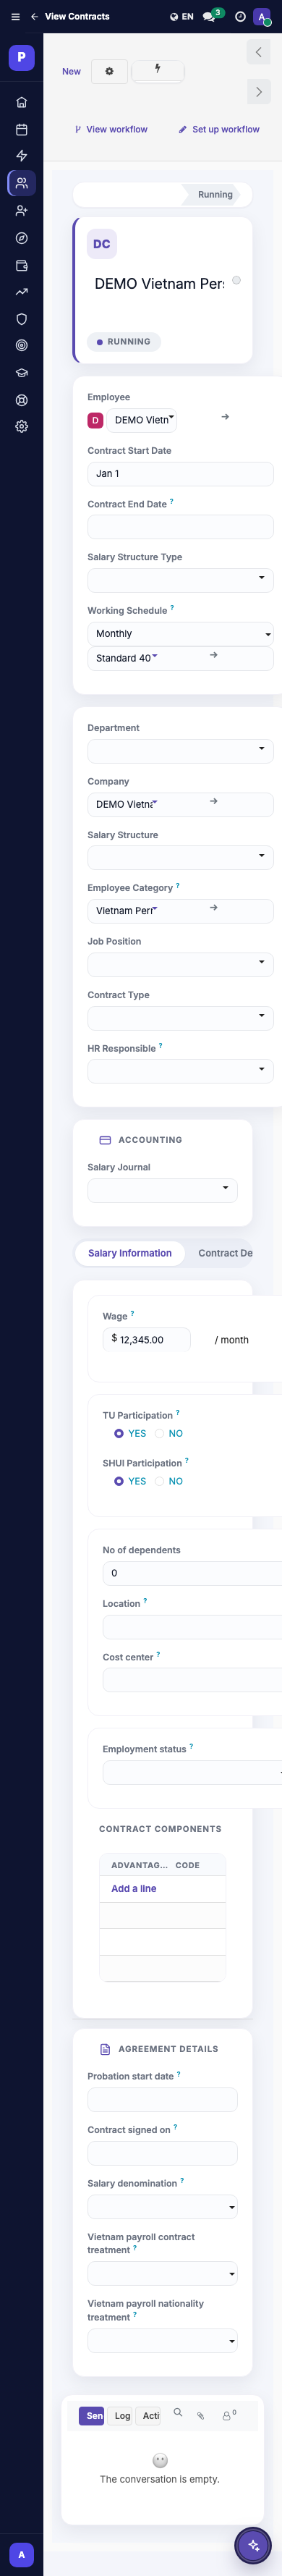 View Contracts
EN
3
A
P
New
View workflow
Set up workflow
Running
DC
DEMO Vietnam Per
RUNNING
Employee
D
DEMO Vietn
Contract Start Date
Jan 1
Contract End Date ?
Salary Structure Type
Working Schedule ?
Monthly
Standard 40
Department
Company
DEMO Vietna
Salary Structure
Employee Category ?
Vietnam Perr
Job Position
Contract Type
HR Responsible ?
ACCOUNTING
Salary Journal
Salary Information
Contract De
Wage ?
$ 12,345.00
/ month
TU Participation ?
YES NO
SHUI Participation ?
YES NO
No of dependents
0
Location ?
Cost center ?
Employment status ?
CONTRACT COMPONENTS
ADVANTAG... CODE
Add a line
AGREEMENT DETAILS
Probation start date ?
Contract signed on ?
Salary denomination ?
Vietnam payroll contract
treatment ?
Vietnam payroll nationality
treatment ?
Sen Log Acti
0
The conversation is empty.
A